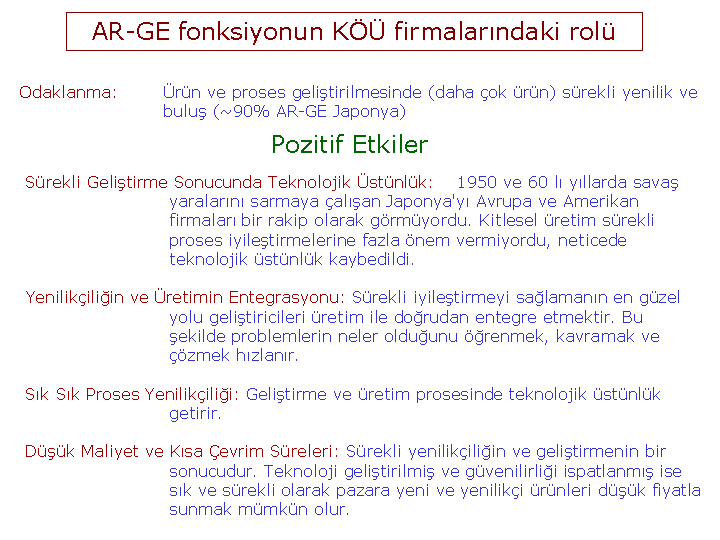 AR-GE fonksiyonun KÖÜ firmalarındaki rolü
Odaklanma: Ürün ve proses geliştirilmesinde (daha çok ürün) sürekli yenilik ve
buluş (~90% AR-GE Japonya)
Pozitif Etkiler
Sürekli Geliştirme Sonucunda Teknolojik Üstünlük: 1950 ve 60 lı yıllarda savaş
yaralarını sarmaya çalışan Japonya'yı Avrupa ve Amerikan
firmaları bir rakip olarak görmüyordu. Kitlesel üretim sürekli
proses iyileştirmelerine fazla önem vermiyordu, neticede
teknolojik üstünlük kaybedildi.
Yenilikçiliğin ve Üretimin Entegrasyonu: Sürekli iyileştirmeyi sağlamanın en güzel
yolu geliştiricileri üretim ile doğrudan entegre etmektir. Bu
şekilde problemlerin neler olduğunu öğrenmek, kavramak ve
çözmek hızlanır.
Sık Sık Proses Yenilikçiliği: Geliştirme ve üretim prosesinde teknolojik üstünlük
getirir.
Düşük Maliyet ve Kısa Çevrim Süreleri: Sürekli yenilikçiliğin ve geliştirmenin bir
sonucudur. Teknoloji geliştirilmiş ve güvenilirliği ispatlanmış ise
sık ve sürekli olarak pazara yeni ve yenilikçi ürünleri düşük fiyatla
sunmak mümkün olur.